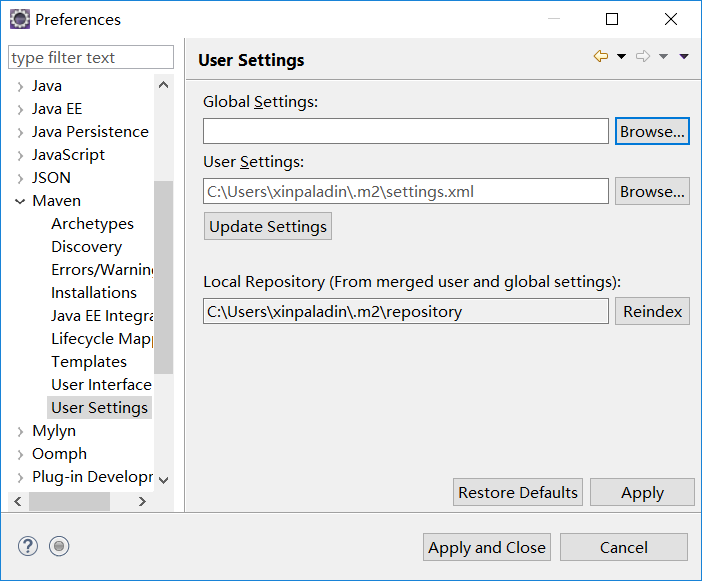 Preferences
type filter text
Java
Java EE
Java Persistence
JavaScript
JSON
Maven
Archetypes
Discovery
Errors/Warning
Installations
Java EE Integra
Lifecycle Mapp
Templates
User Interface
User Settings
Mylyn
Oomph
Plug-in Developr
User Settings
Global Settings:
Browse...
User Settings:
C:\Users\xinpaladin\.m2\settings.xml
Browse...
Update Settings
Local Repository (From merged user and global settings):
C:\Users\xinpaladin\.m2\repository
Reindex
Restore Defaults
Apply
?
Apply and Close
Cancel